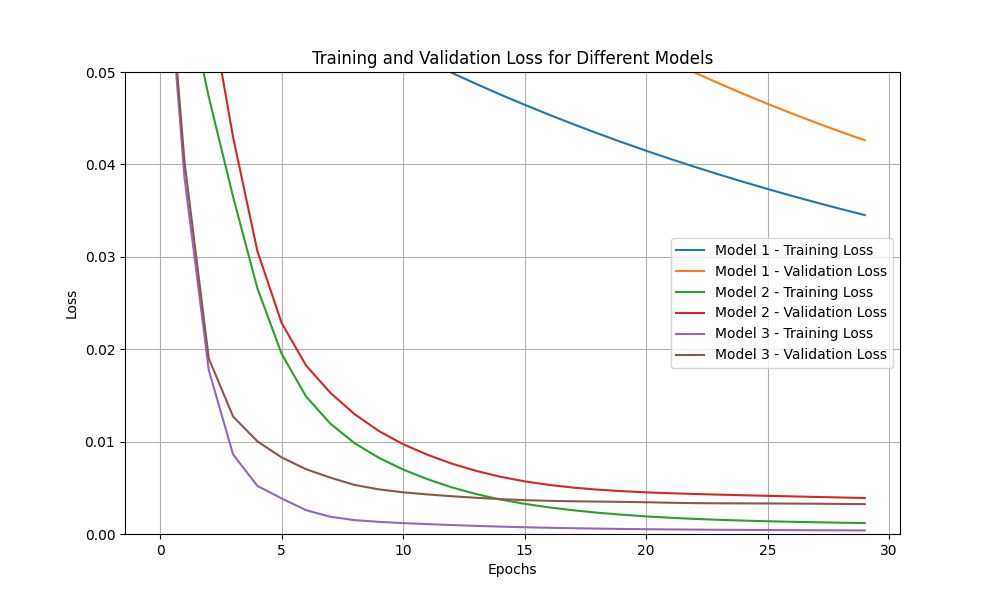 Training and Validation Loss for Different Models
Loss
0.05
0.04
0.03
0.02
0.01
0.00
Model 1 - Training Loss
Model 1 - Validation Loss
Model 2 - Training Loss
Model 2 - Validation Loss
Model 3 - Training Loss
Model 3 - Validation Loss
0 5 10 15 20 25 30
Epochs